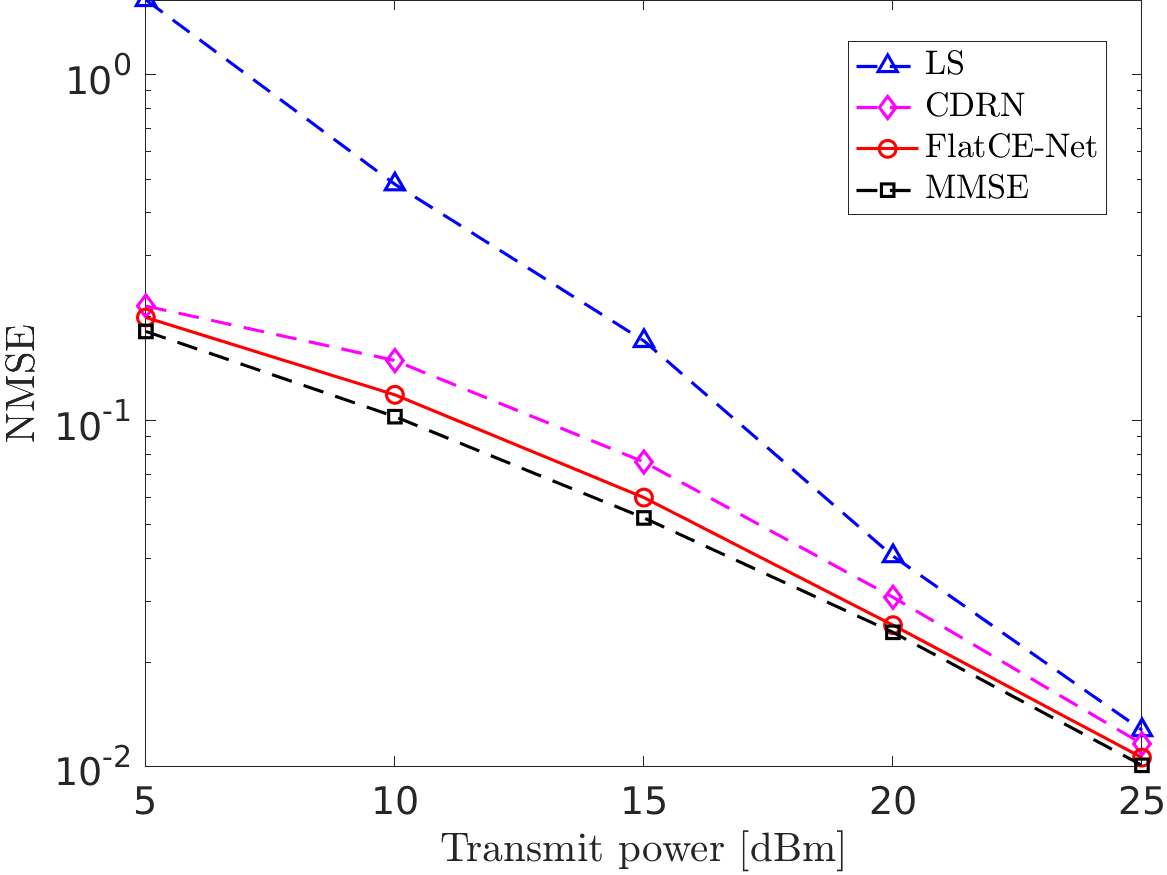 10^0
10^-1
10^-2
NMSE
LS
CDRN
FlatCE-Net
MMSE
5 10 15 20 25
Transmit power [dBm]